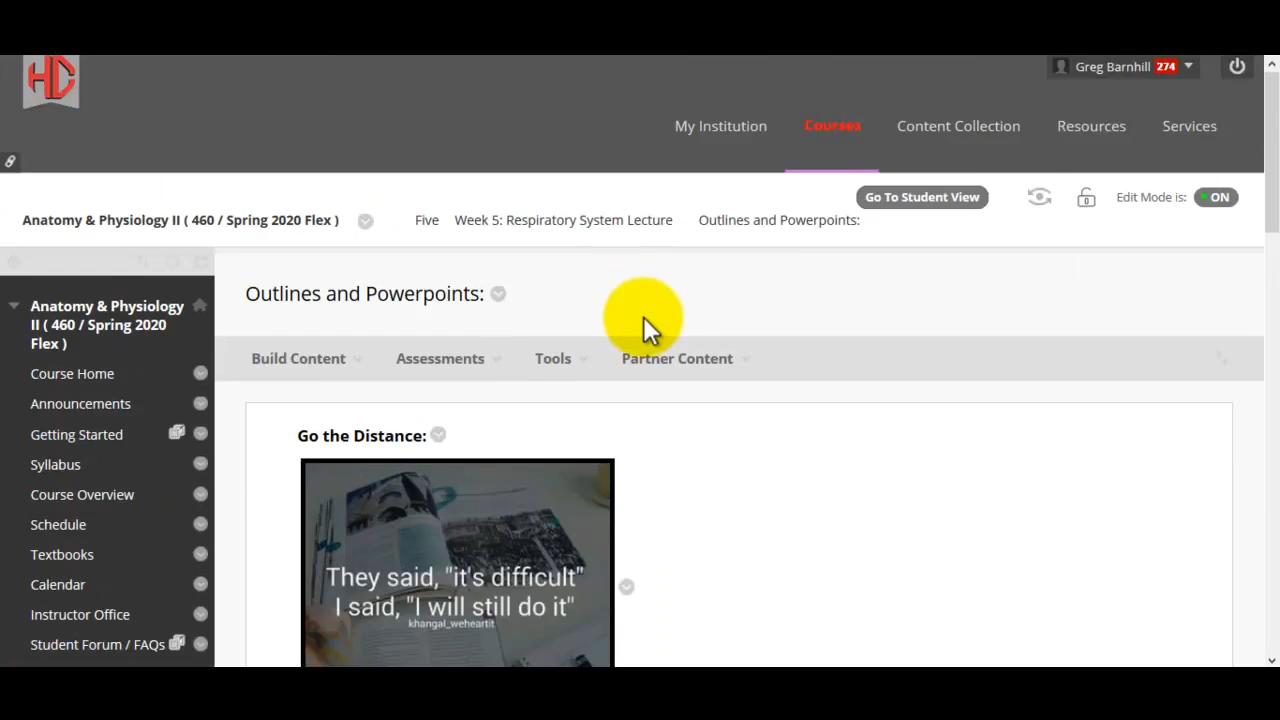 HC
Greg Barnhill 274
My Institution Courses Content Collection Resources Services
Go To Student View Edit Mode is: ON
Anatomy & Physiology II ( 460 / Spring 2020 Flex ) Five Week 5: Respiratory System Lecture Outlines and Powerpoints:
Outlines and Powerpoints:
Build Content Assessments Tools Partner Content
Anatomy & Physiology
II ( 460 / Spring 2020
Flex )
Course Home
Announcements
Getting Started
Syllabus
Course Overview
Schedule
Textbooks
Calendar
Instructor Office
Student Forum / FAQs
Go the Distance:
They said, "it's difficult"
I said, "I will still do it"
khangal_weheartit